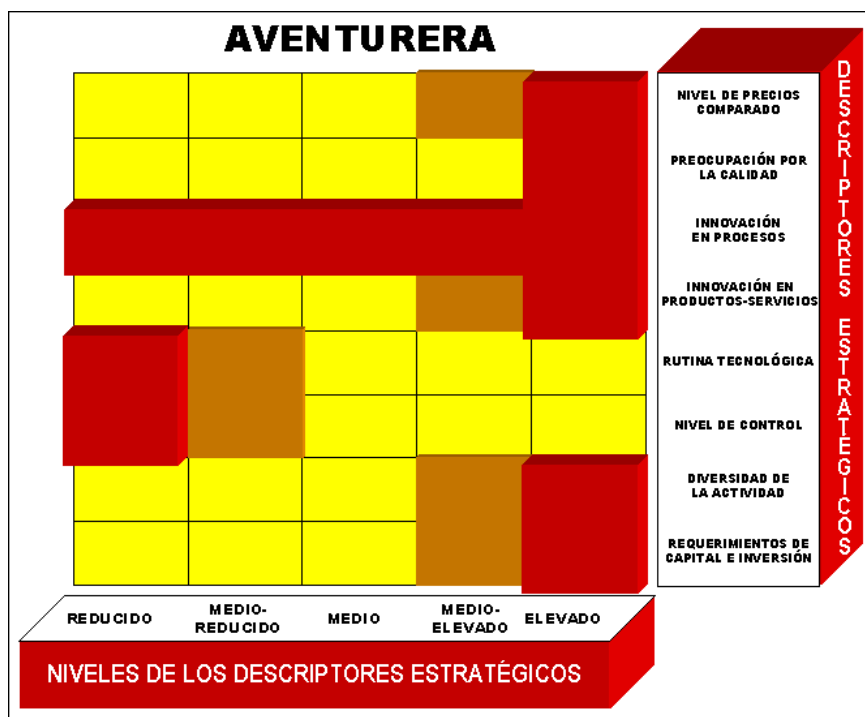 AVENTURERA
NIVEL DE PRECIOS
COMPARADO
PREOCUPACIÓN POR
LA CALIDAD
INNOVACIÓN
EN PROCESOS
INNOVACIÓN EN
PRODUCTOS-SERVICIOS
RUTINA TECNOLÓGICA
NIVEL DE CONTROL
DIVERSIDAD DE
LA ACTIVIDAD
REQUERIMIENTOS DE
CAPITAL E INVERSIÓN
DESCRIPTORES ESTRATÉGICOS
REDUCIDO
MEDIO-
REDUCIDO
MEDIO
MEDIO-
ELEVADO
ELEVADO
NIVELES DE LOS DESCRIPTORES ESTRATÉGICOS